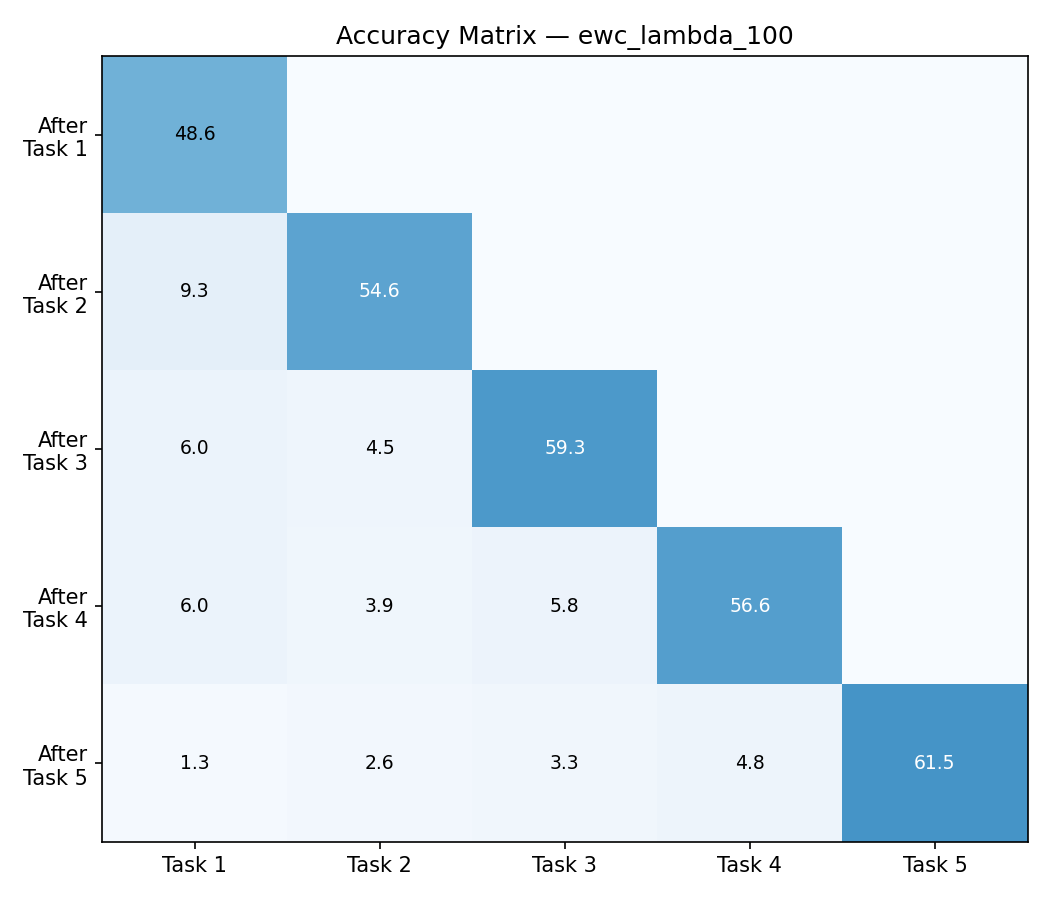 Accuracy Matrix — ewc_lambda_100
After
Task 1
48.6
After
Task 2
9.3
54.6
After
Task 3
6.0
4.5
59.3
After
Task 4
6.0
3.9
5.8
56.6
After
Task 5
1.3
2.6
3.3
4.8
61.5
Task 1
Task 2
Task 3
Task 4
Task 5